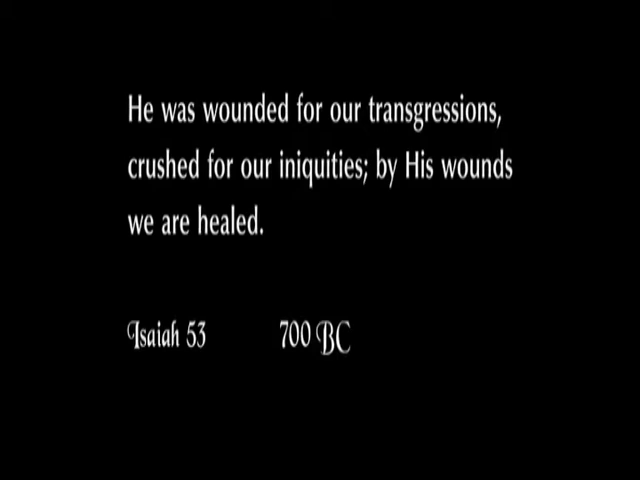 He was wounded for our transgressions,
crushed for our iniquities; by His wounds
we are healed.
Isaiah 53 700 BC